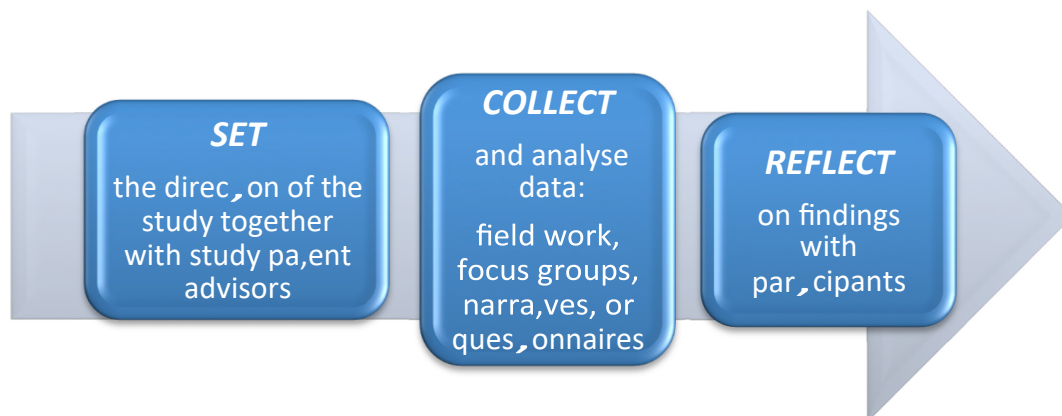 SET
the direc,on of the
study together
with study pa,ent
advisors
COLLECT
and analyse
data:
field work,
focus groups,
narra,ves, or
ques,onnaires
REFLECT
on findings
with
par,cipants